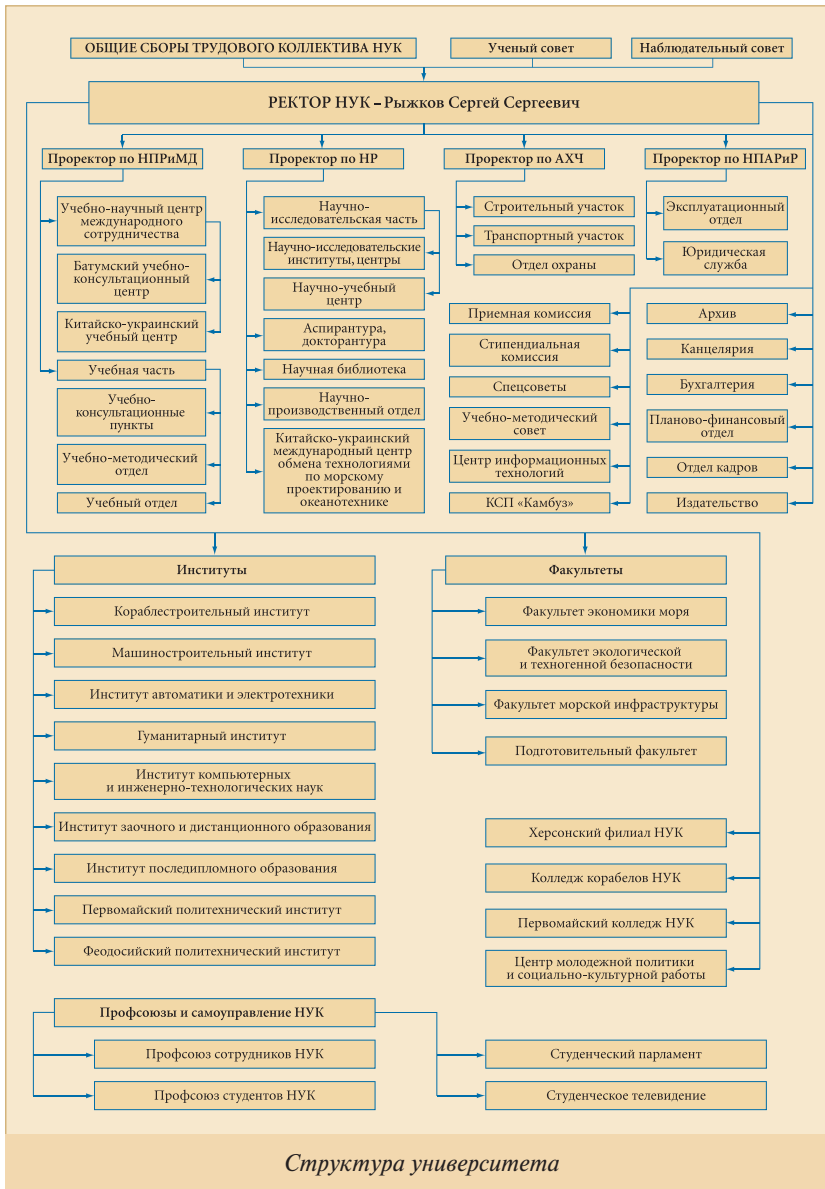 ОБЩИЕ СБОРЫ ТРУДОВОГО КОЛЛЕКТИВА НУК
Ученый совет
Наблюдательный совет
РЕКТОР НУК – Рыжков Сергей Сергеевич
Проректор по НПРиМД
Учебно-научный центр
международного
сотрудничества
Батумский учебно-
консультационный
центр
Китайско-украинский
учебный центр
Учебная часть
Учебно-
консультационные
пункты
Учебно-методический
отдел
Учебный отдел
Проректор по НР
Научно-
исследовательская часть
Научно-исследовательские
институты, центры
Научно-учебный
центр
Аспирантура,
докторантура
Научная библиотека
Научно-
производственный отдел
Китайско-украинский
международный центр
обмена технологиями
по морскому
проектированию и
океанотехнике
Проректор по АХЧ
Строительный участок
Транспортный участок
Отдел охраны
Проректор по НПАРиР
Эксплуатационный
отдел
Юридическая
служба
Приемная комиссия
Стипендиальная
комиссия
Спецсоветы
Учебно-методический
совет
Центр информационных
технологий
КСП «Камбуз»
Архив
Канцелярия
Бухгалтерия
Планово-финансовый
отдел
Отдел кадров
Издательство
Институты
Кораблестроительный институт
Машиностроительный институт
Институт автоматики и электротехники
Гуманитарный институт
Институт компьютерных
и инженерно-технологических наук
Институт заочного и дистанционного образования
Институт последипломного образования
Первомайский политехнический институт
Феодосийский политехнический институт
Факультеты
Факультет экономики моря
Факультет экологической
и техногенной безопасности
Факультет морской инфраструктуры
Подготовительный факультет
Херсонский филиал НУК
Колледж корабелов НУК
Первомайский колледж НУК
Центр молодежной политики
и социально-культурной работы
Профсоюзы и самоуправление НУК
Профсоюз сотрудников НУК
Профсоюз студентов НУК
Студенческий парламент
Студенческое телевидение
Структура университета